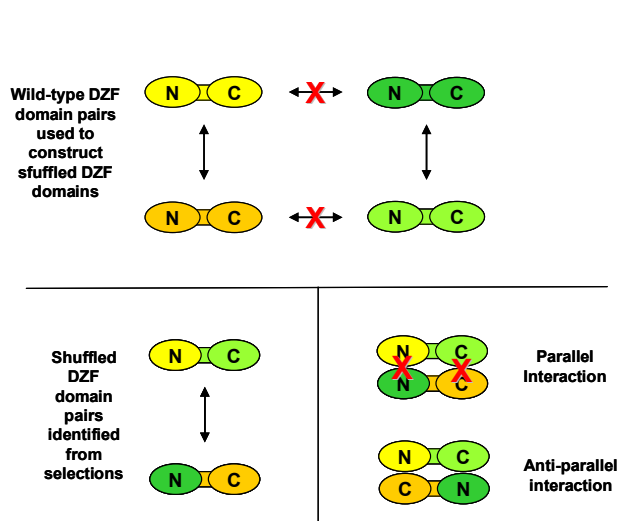 N C X N C
Wild-type DZF
domain pairs
used to
construct
sfuffled DZF
domains
N C X N C
Shuffled
DZF
domain
pairs
identified
from
selections
N C
N C
N C
X X
N C
Parallel
Interaction
N C
C N
Anti-parallel
interaction